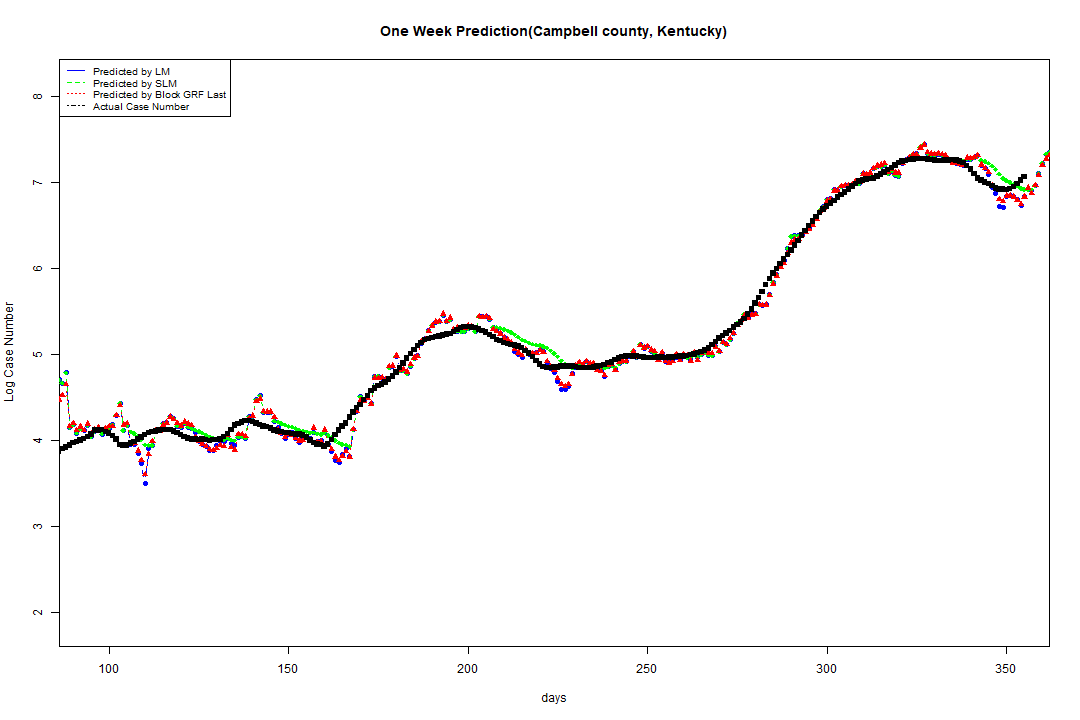 One Week Prediction(Campbell county, Kentucky)
Predicted by LM
Predicted by SLM
Predicted by Block GRF Last
Actual Case Number
8
7
6
5
4
3
2
Log Case Number
100 150 200 250 300 350
days